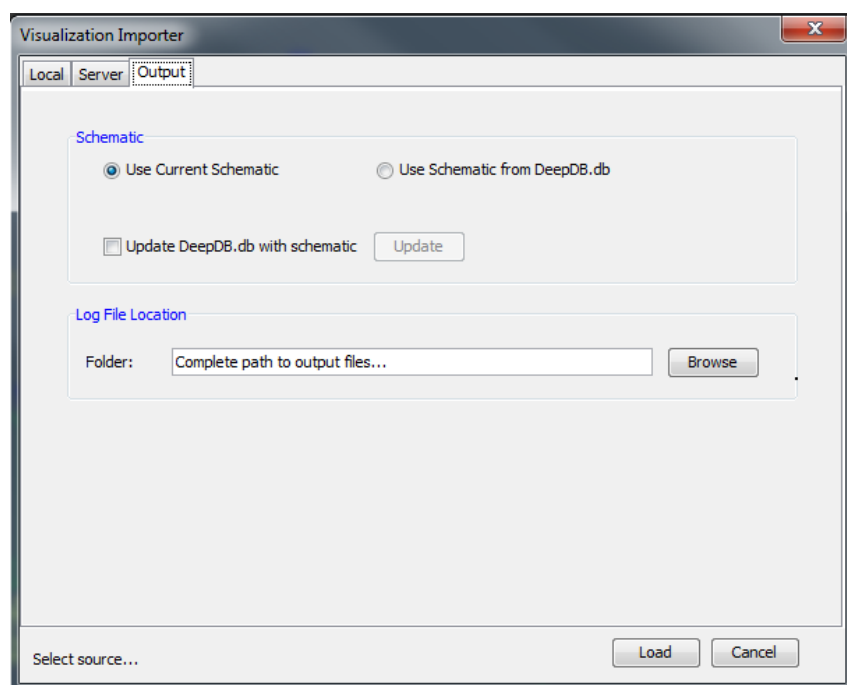 Visualization Importer
Local Server Output
Schematic
Use Current Schematic Use Schematic from DeepDB.db
Update DeepDB.db with schematic Update
Log File Location
Folder: Complete path to output files... Browse
Select source... Load Cancel